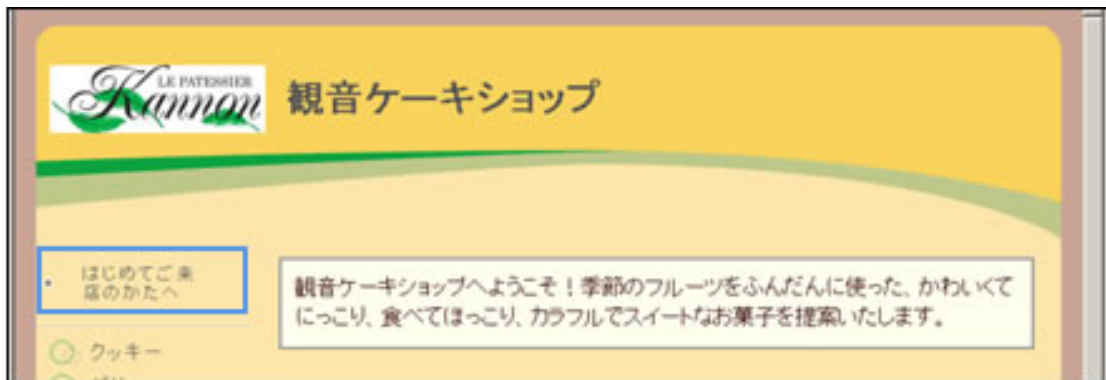 LE PATESSIER
Kannon
観音ケーキショップ
はじめてご来
店のかたへ
観音ケーキショップへようこそ！季節のフルーツをふんだんに使った、かわいくて
にっこり、食べてほっこり、カラフルでスイートなお菓子を提案いたします。
クッキー